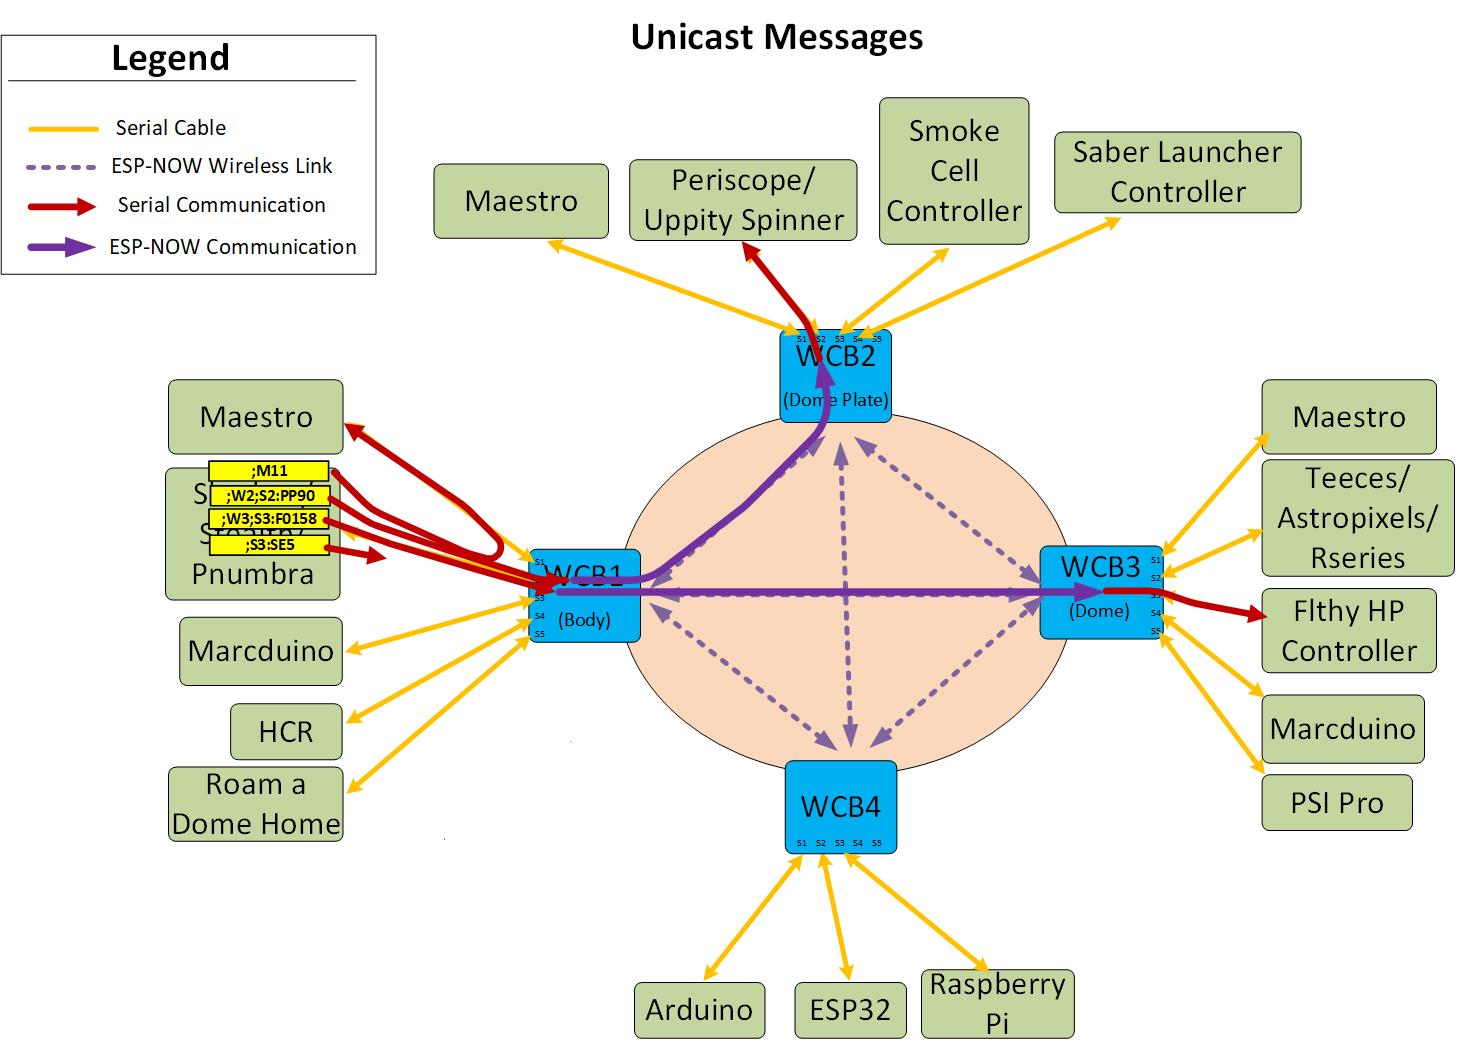 Unicast Messages
Legend
Serial Cable
ESP-NOW Wireless Link
Serial Communication
ESP-NOW Communication
Maestro
Periscope/
Uppity Spinner
Smoke
Cell
Controller
Saber Launcher
Controller
S1 S2 S3 S4 S5
WCB2
(Dome Plate)
Maestro
;M11
;W2;S2:PP90
;W3;S3:F0158
;S3:SE5
Pnumbra
Marcduino
HCR
Roam a
Dome Home
S1
WCB1
S3
(Body)
S4
S5
WCB3
(Dome)
S1
S2
S3
S4
S5
Maestro
Teeces/
Astropixels/
Rseries
Flthy HP
Controller
Marcduino
PSI Pro
WCB4
S1 S2 S3 S4 S5
Arduino
ESP32
Raspberry
Pi